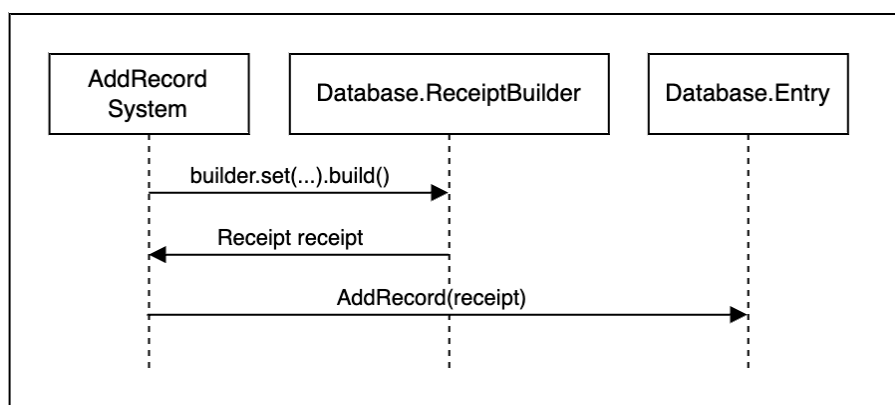 AddRecord
System
Database.ReceiptBuilder
Database.Entry
builder.set(...).build()
Receipt receipt
AddRecord(receipt)